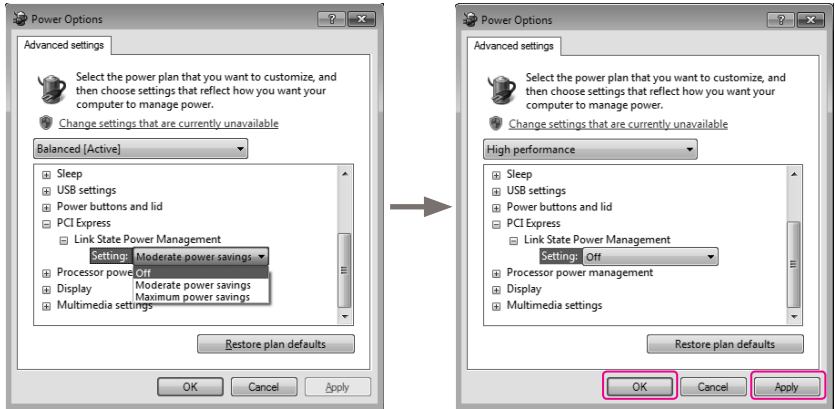 Power Options
Advanced settings
Select the power plan that you want to customize, and
then choose settings that reflect how you want your
computer to manage power.
Change settings that are currently unavailable
Balanced [Active]
Sleep
USB settings
Power buttons and lid
PCI Express
Link State Power Management
Setting: Moderate power savings
Processor powe
Off
Moderate power savings
Maximum power savings
Display
Multimedia settings
Restore plan defaults
OK Cancel Apply
Power Options
Advanced settings
Select the power plan that you want to customize, and
then choose settings that reflect how you want your
computer to manage power.
Change settings that are currently unavailable
High performance
Sleep
USB settings
Power buttons and lid
PCI Express
Link State Power Management
Setting: Off
Processor power management
Display
Multimedia settings
Restore plan defaults
OK Cancel Apply